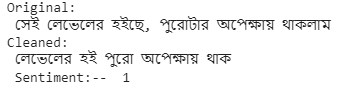 Original:
সেই লেভেলের হইছে, পুরোটার অপেক্ষায় থাকলাম
Cleaned:
লেভেলের হই পুরো অপেক্ষায় থাক
Sentiment:-- 1